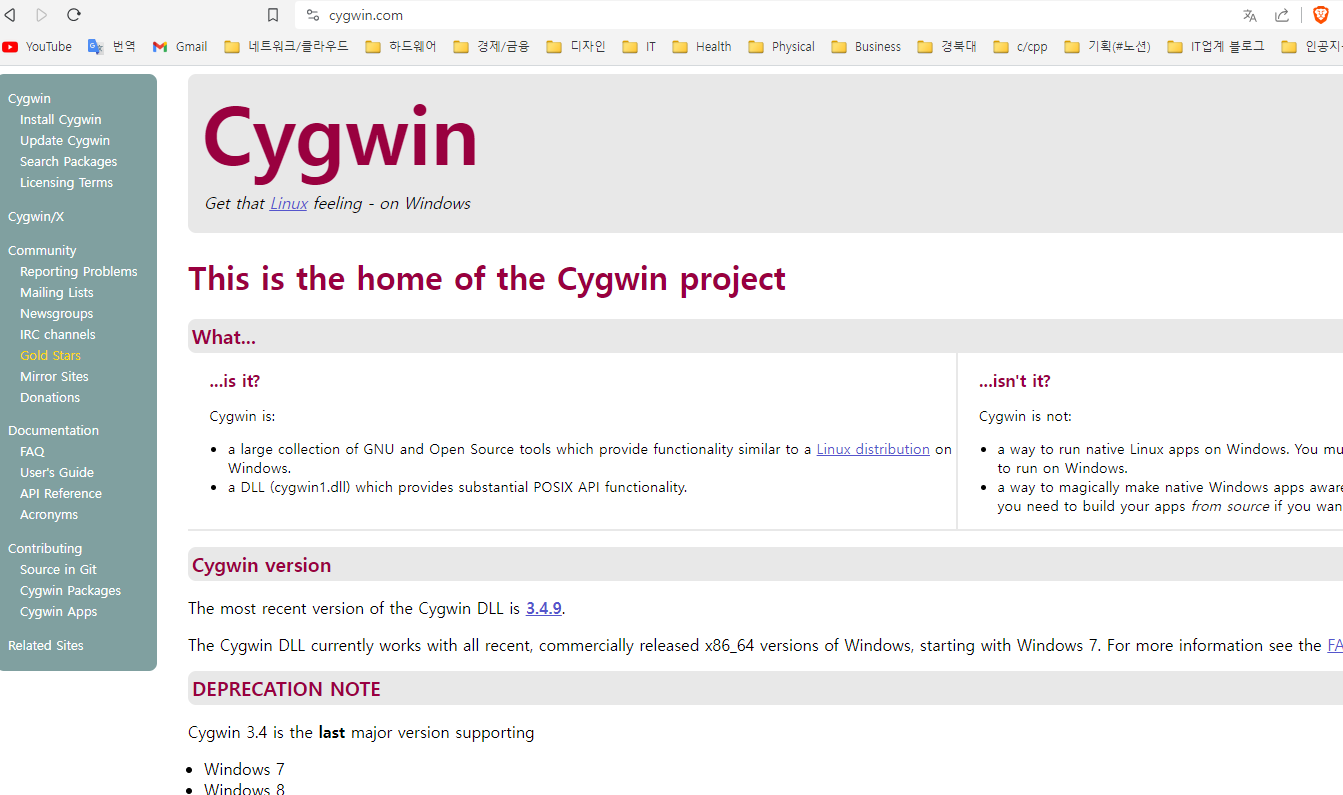 cygwin.com
YouTube 번역 Gmail 네트워크/클라우드 하드웨어 경제/금융 디자인 IT Health Physical Business 경북대 c/cpp 기획(#노션) IT업계 블로그 인공지
Cygwin
Install Cygwin
Update Cygwin
Search Packages
Licensing Terms
Cygwin/X
Community
Reporting Problems
Mailing Lists
Newsgroups
IRC channels
Gold Stars
Mirror Sites
Donations
Documentation
FAQ
User's Guide
API Reference
Acronyms
Contributing
Source in Git
Cygwin Packages
Cygwin Apps
Related Sites
Cygwin
Get that Linux feeling - on Windows
This is the home of the Cygwin project
What...
...is it?
Cygwin is:
a large collection of GNU and Open Source tools which provide functionality similar to a Linux distribution on
Windows.
a DLL (cygwin1.dll) which provides substantial POSIX API functionality.
...isn't it?
Cygwin is not:
a way to run native Linux apps on Windows. You mu
to run on Windows.
a way to magically make native Windows apps aware
you need to build your apps from source if you wan
Cygwin version
The most recent version of the Cygwin DLL is 3.4.9.
The Cygwin DLL currently works with all recent, commercially released x86_64 versions of Windows, starting with Windows 7. For more information see the FA
DEPRECATION NOTE
Cygwin 3.4 is the last major version supporting
Windows 7
Windows 8